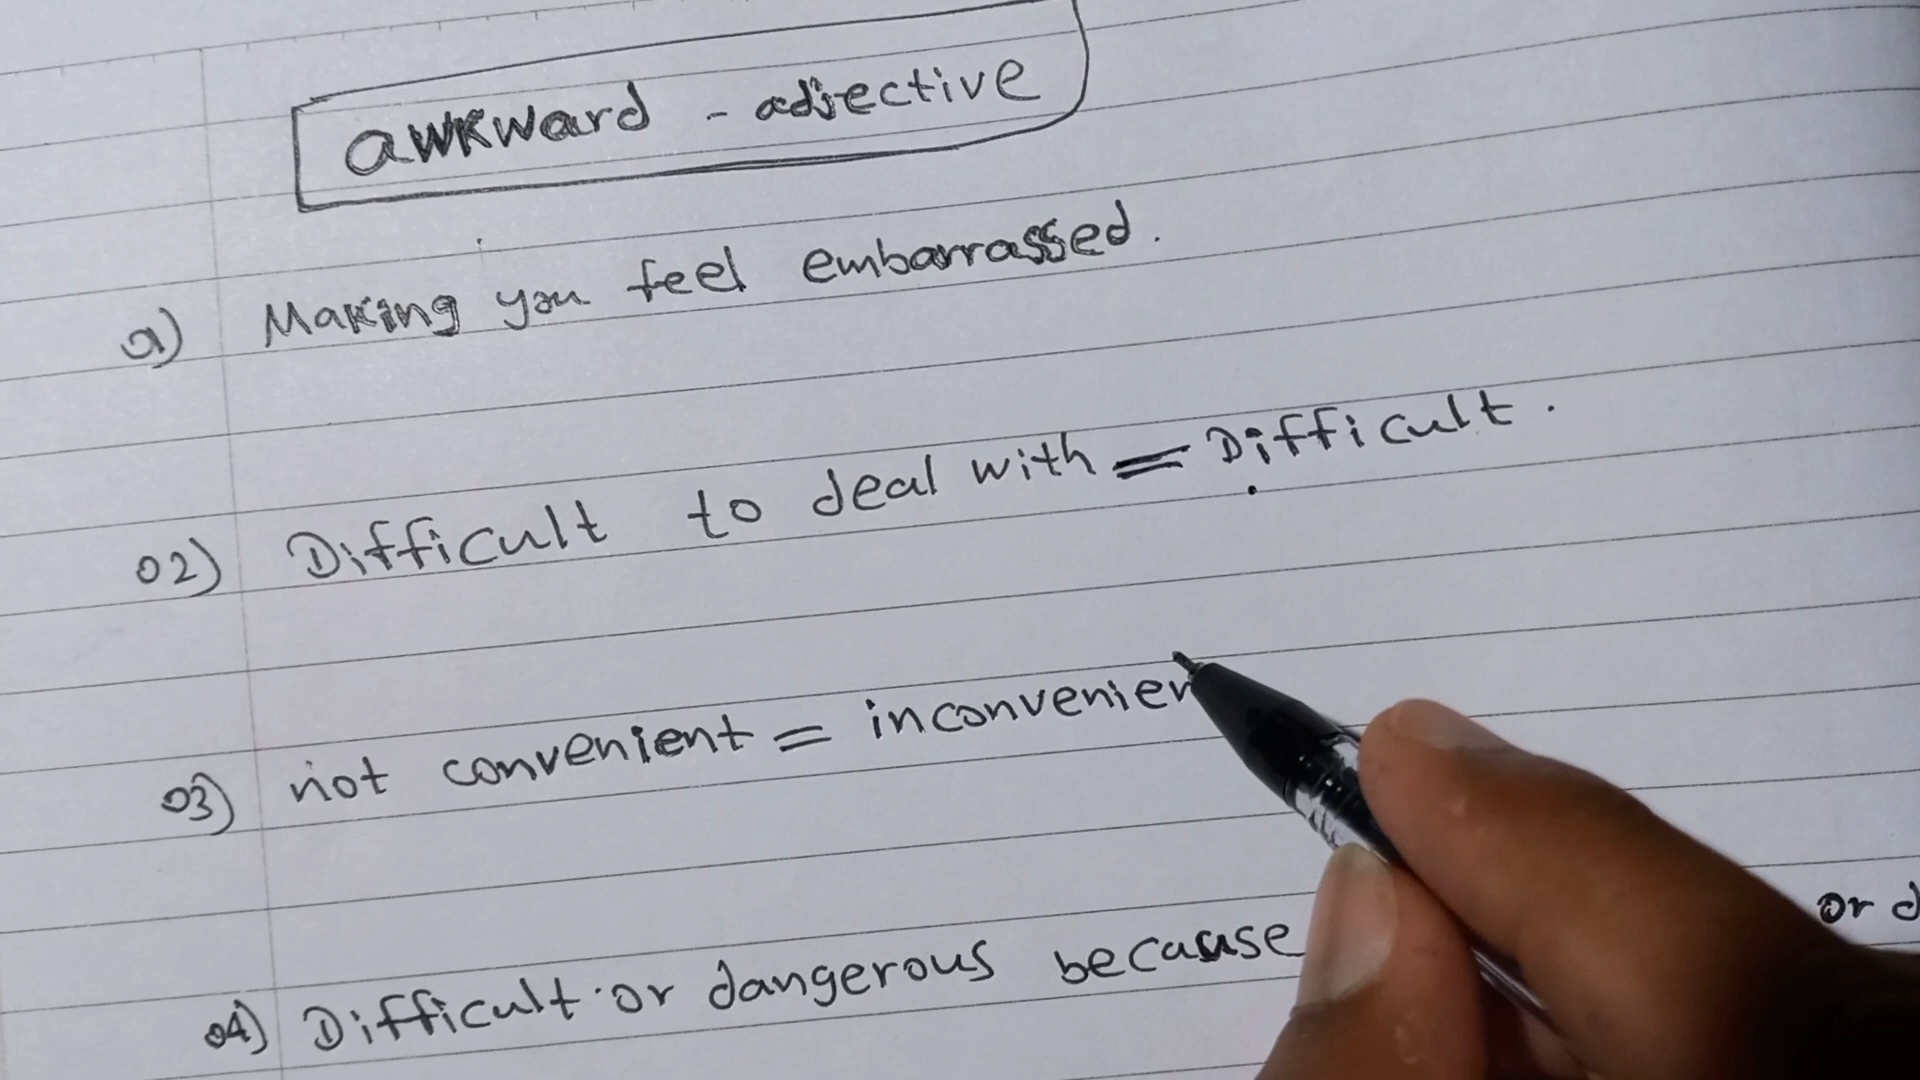 awkward - adjective
a) Making you feel embarrassed.
02) Difficult to deal with = Difficult.
03) not convenient = inconvenien
04) Difficult or dangerous because or d